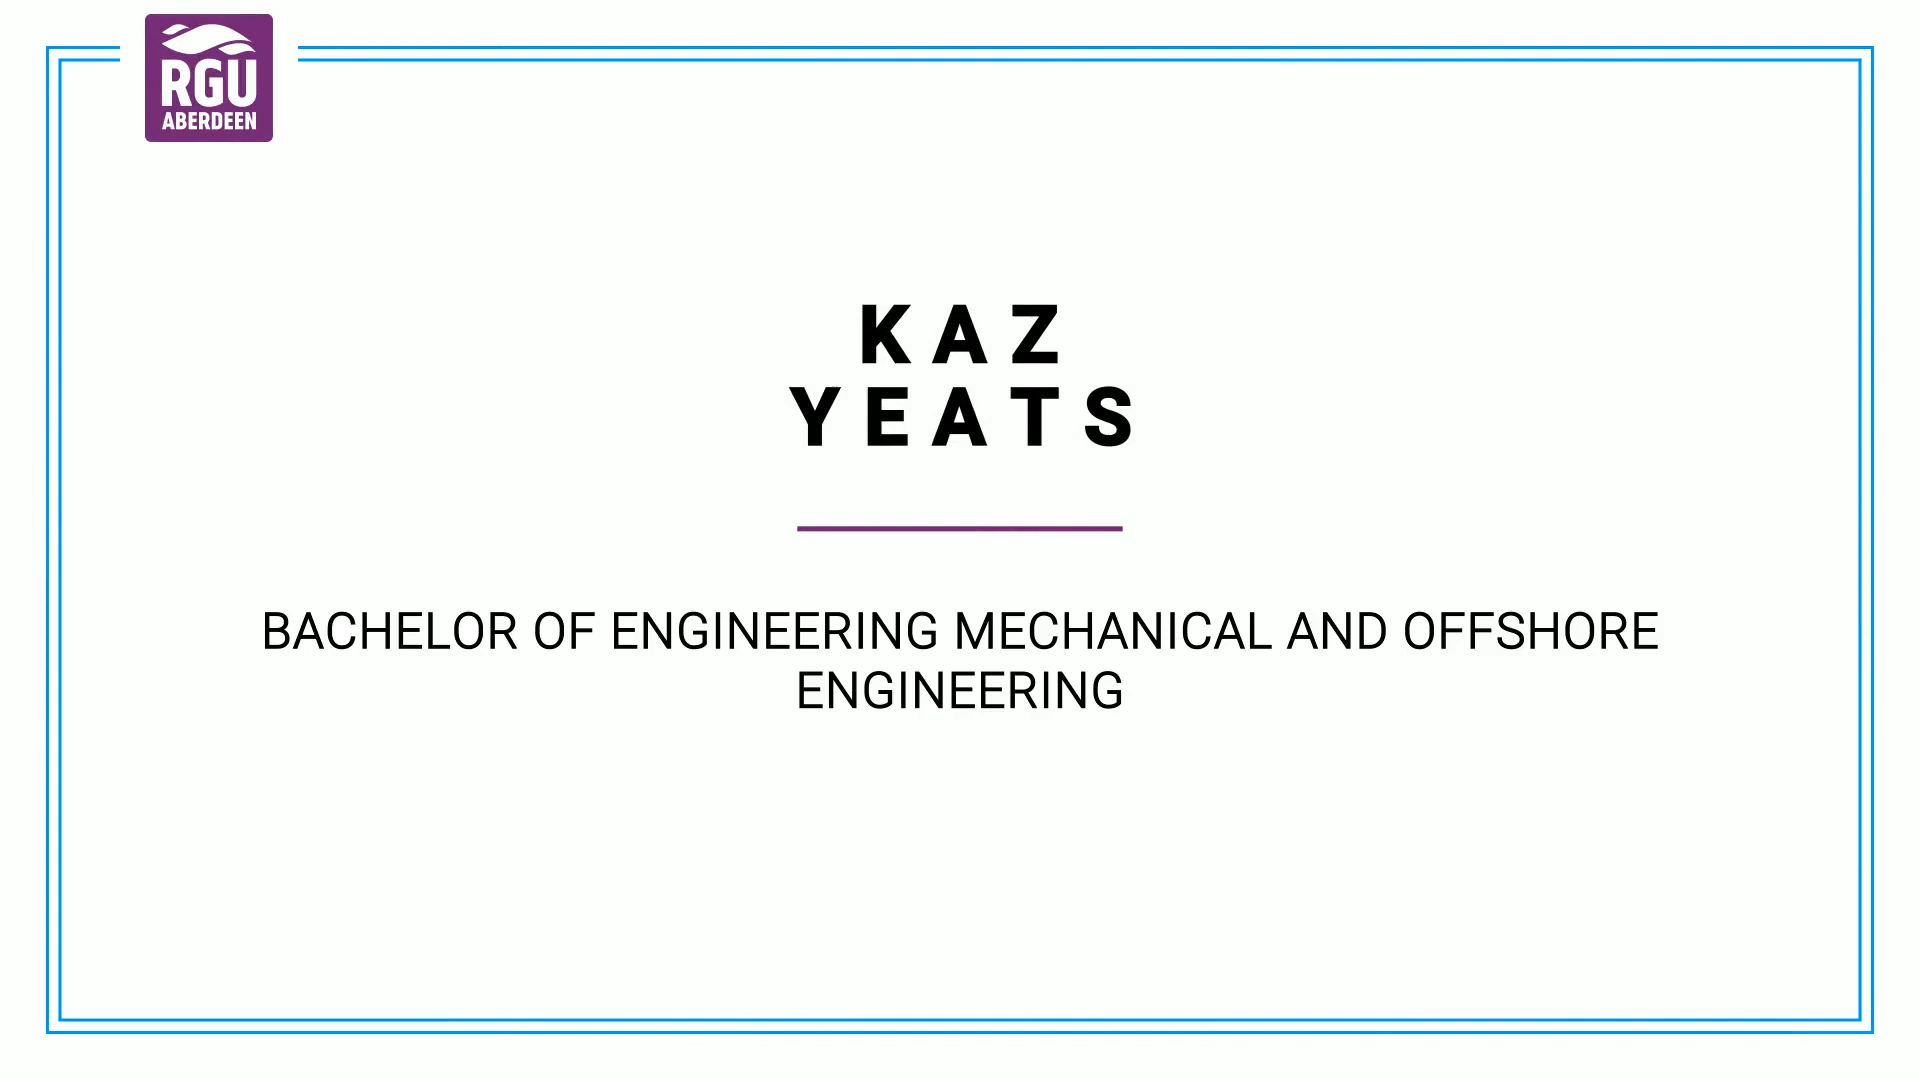 RGU
ABERDEEN
KAZ
YEATS
BACHELOR OF ENGINEERING MECHANICAL AND OFFSHORE
ENGINEERING